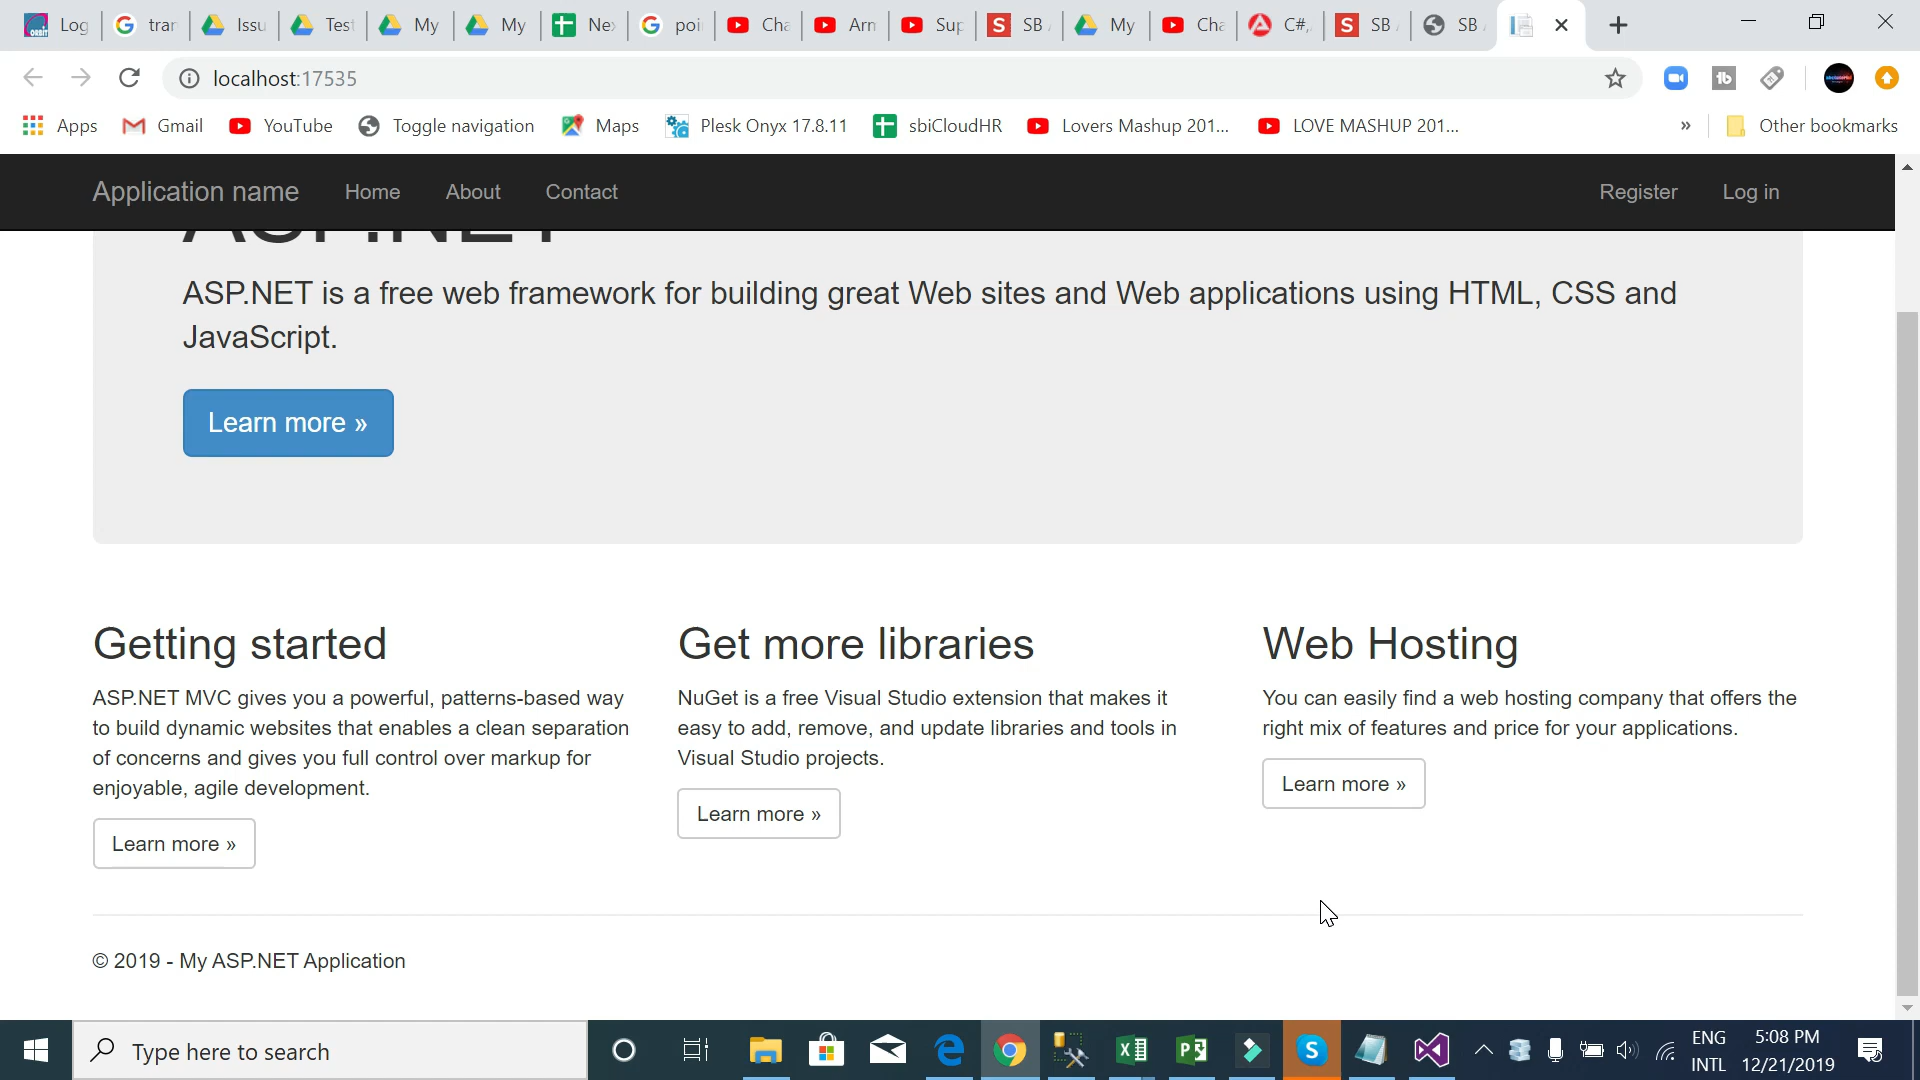 Log
trar
Issu
Test
My
My
Ne
poi
Cha
Arn
Sup
SB
My
Cha
C#,
SB
SB
localhost:17535
Apps
Gmail
YouTube
Toggle navigation
Maps
Plesk Onyx 17.8.11
sbiCloudHR
Lovers Mashup 201...
LOVE MASHUP 201...
»
Other bookmarks
Application name
Home
About
Contact
Register
Log in
ASP.NET
ASP.NET is a free web framework for building great Web sites and Web applications using HTML, CSS and
JavaScript.
Learn more »
Getting started
ASP.NET MVC gives you a powerful, patterns-based way
to build dynamic websites that enables a clean separation
of concerns and gives you full control over markup for
enjoyable, agile development.
Learn more »
Get more libraries
NuGet is a free Visual Studio extension that makes it
easy to add, remove, and update libraries and tools in
Visual Studio projects.
Learn more »
Web Hosting
You can easily find a web hosting company that offers the
right mix of features and price for your applications.
Learn more »
© 2019 - My ASP.NET Application
Type here to search
ENG
INTL
5:08 PM
12/21/2019